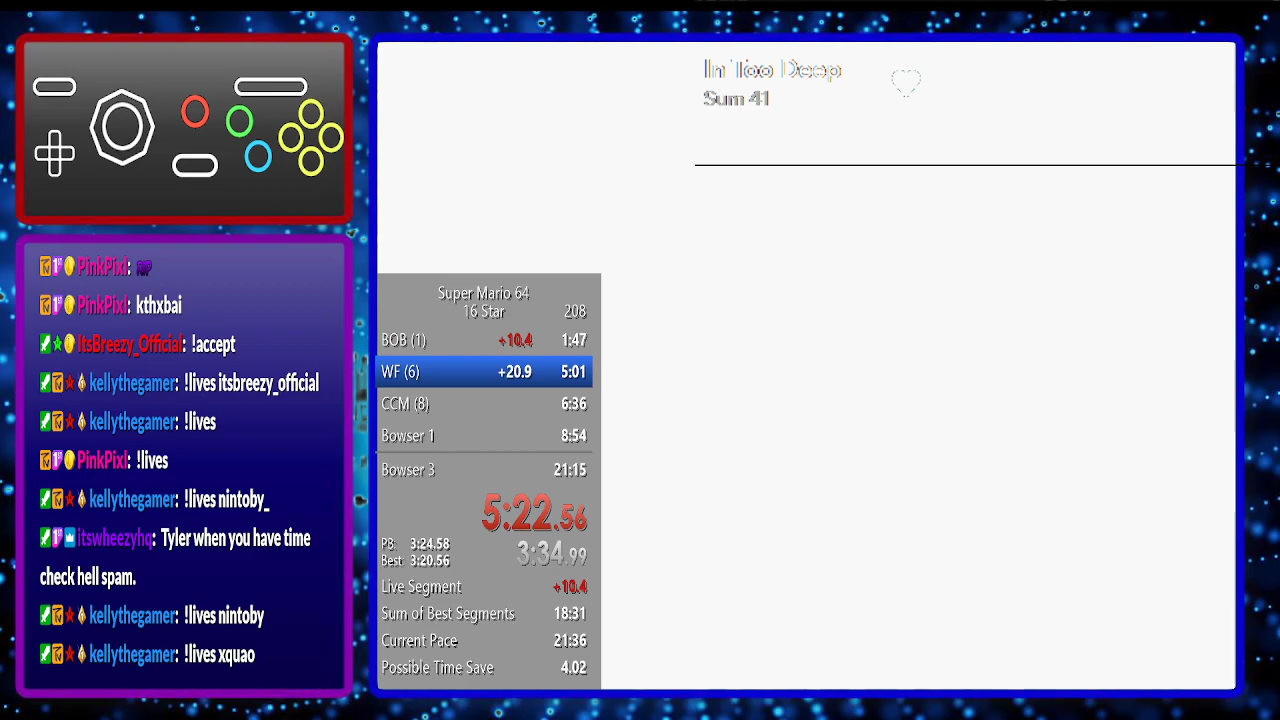 In Too Deep
Sum 41
PinkPixl: RIP
PinkPixl: kthxbai
ItsBreezy_Official: !accept
kellythegamer: !lives itsbreezy_official
kellythegamer: !lives
PinkPixl: !lives
kellythegamer: !lives nintoby_
itswheezyhq: Tyler when you have time
check hell spam.
kellythegamer: !lives nintoby
kellythegamer: !lives xquao
Super Mario 64
16 Star 208
BOB (1) +10.4 1:47
WF (6) +20.9 5:01
CCM (8) 6:36
Bowser 1 8:54
Bowser 3 21:15
5:22.56
PB: 3:24.58
Best: 3:20.56
3:34.99
Live Segment +10.4
Sum of Best Segments 18:31
Current Pace 21:36
Possible Time Save 4.02